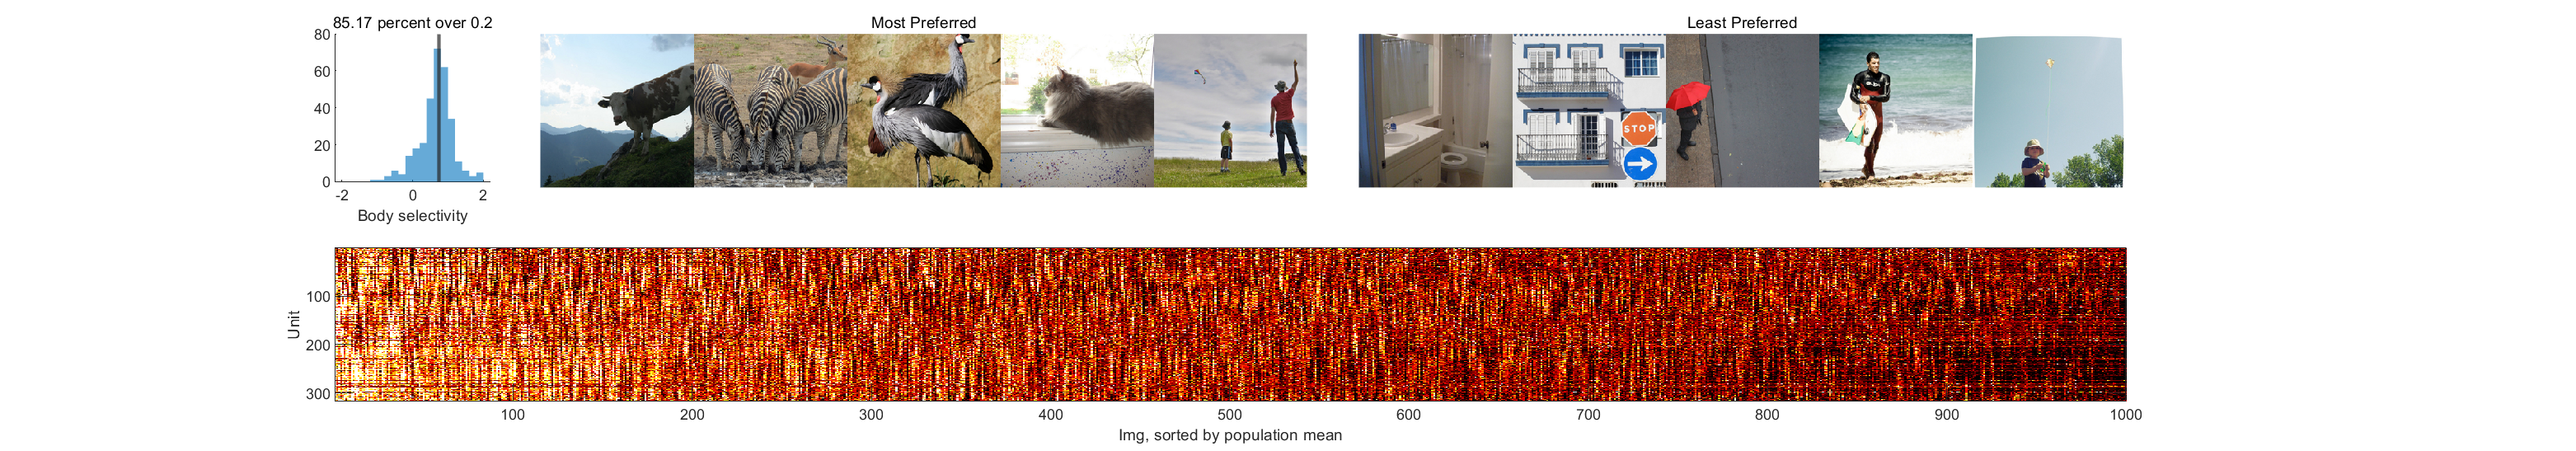 85.17 percent over 0.2
80
60
40
20
0
-2 0 2
Body selectivity
Most Preferred
Least Preferred
STOP
Unit
100
200
300
100 200 300 400 500 600 700 800 900 1000
Img, sorted by population mean